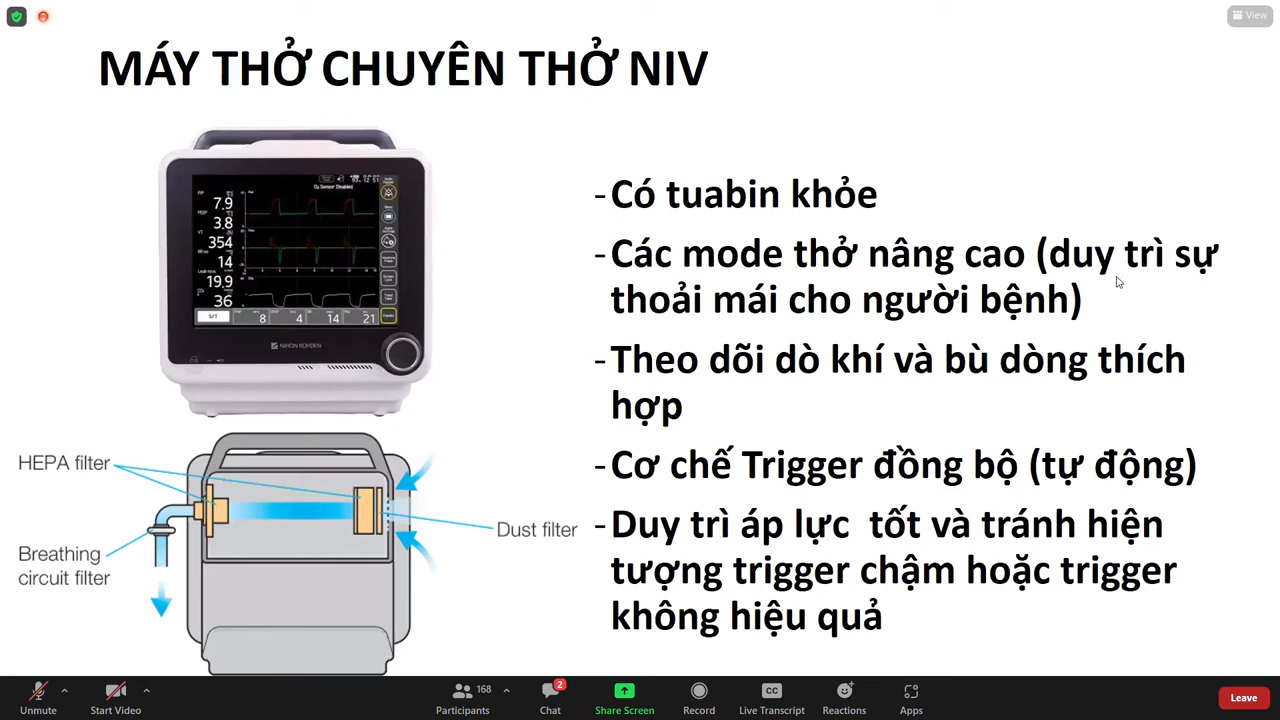 View
MÁY THỞ CHUYÊN THỞ NIV
O₂ Sensor Disabled
7.9
3.8
354
14
19.9
36
S/T
8
4
14
21
NIHON KOHDEN
-Có tuabin khỏe
-Các mode thở nâng cao (duy trì sự
thoải mái cho người bệnh)
-Theo dõi dò khí và bù dòng thích
hợp
-Cơ chế Trigger đồng bộ (tự động)
-Duy trì áp lực tốt và tránh hiện
tượng trigger chậm hoặc trigger
không hiệu quả
HEPA filter
Dust filter
Breathing
circuit filter
Unmute
Start Video
168
Participants
2
Chat
Share Screen
Record
CC
Live Transcript
Reactions
Apps
Leave